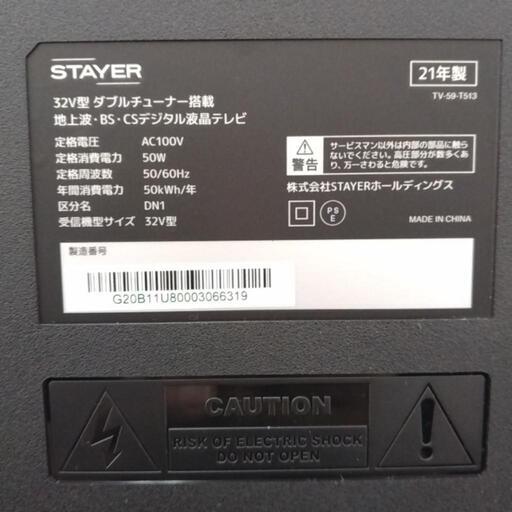 STAYER
21年製
TV-59-T513
32V型 ダブルチューナー搭載
地上波・BS・CSデジタル液晶テレビ
定格電圧 AC100V
定格消費電力 50W
定格周波数 50/60Hz
年間消費電力 50kWh/年
区分名 DN1
受信機型サイズ 32V型
警告
サービスマン以外は内部の部品にふれ
ないでください。高圧部分が数多くあ
り、万一さわると危険です。
株式会社STAYERホールディングス
PS
E
MADE IN CHINA
製造番号
G20B11U80003066319
CAUTION
RISK OF ELECTRIC SHOCK
DO NOT OPEN